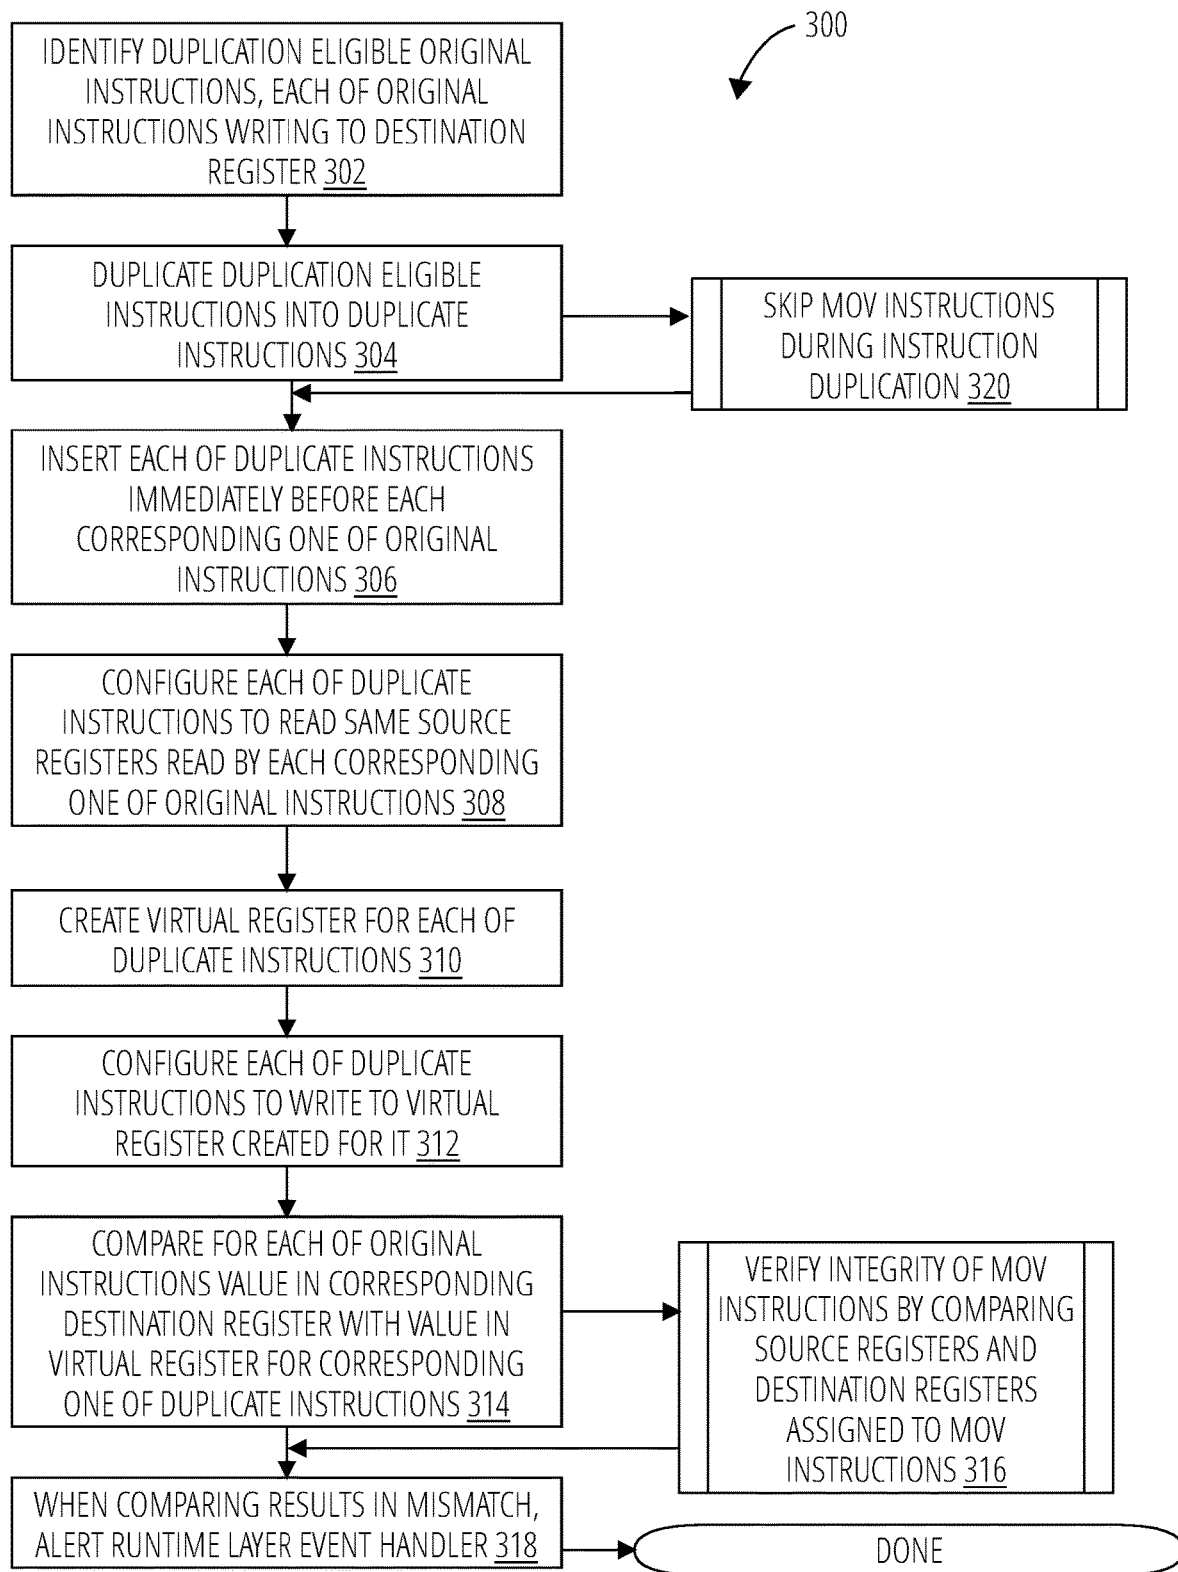 300
IDENTIFY DUPLICATION ELIGIBLE ORIGINAL
INSTRUCTIONS, EACH OF ORIGINAL
INSTRUCTIONS WRITING TO DESTINATION
REGISTER 302
DUPLICATE DUPLICATION ELIGIBLE
INSTRUCTIONS INTO DUPLICATE
INSTRUCTIONS 304
SKIP MOV INSTRUCTIONS
DURING INSTRUCTION
DUPLICATION 320
INSERT EACH OF DUPLICATE INSTRUCTIONS
IMMEDIATELY BEFORE EACH
CORRESPONDING ONE OF ORIGINAL
INSTRUCTIONS 306
CONFIGURE EACH OF DUPLICATE
INSTRUCTIONS TO READ SAME SOURCE
REGISTERS READ BY EACH CORRESPONDING
ONE OF ORIGINAL INSTRUCTIONS 308
CREATE VIRTUAL REGISTER FOR EACH OF
DUPLICATE INSTRUCTIONS 310
CONFIGURE EACH OF DUPLICATE
INSTRUCTIONS TO WRITE TO VIRTUAL
REGISTER CREATED FOR IT 312
COMPARE FOR EACH OF ORIGINAL
INSTRUCTIONS VALUE IN CORRESPONDING
DESTINATION REGISTER WITH VALUE IN
VIRTUAL REGISTER FOR CORRESPONDING
ONE OF DUPLICATE INSTRUCTIONS 314
VERIFY INTEGRITY OF MOV
INSTRUCTIONS BY COMPARING
SOURCE REGISTERS AND
DESTINATION REGISTERS
ASSIGNED TO MOV
INSTRUCTIONS 316
WHEN COMPARING RESULTS IN MISMATCH,
ALERT RUNTIME LAYER EVENT HANDLER 318
DONE